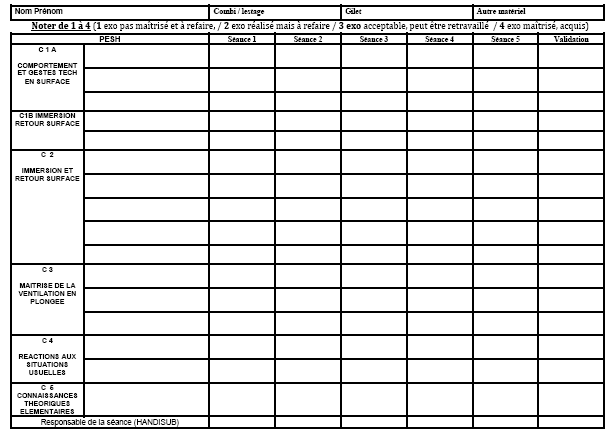 Nom Prénom Combi / lestage Gilet Autre matériel
Noter de 1 à 4 (1 exo pas maîtrisé et à refaire, / 2 exo réalisé mais à refaire / 3 exo acceptable, peut être retravaillé / 4 exo maîtrisé, acquis)
PESH Séance 1 Séance 2 Séance 3 Séance 4 Séance 5 Validation
C 1 A
COMPORTEMENT
ET GESTES TECH
EN SURFACE
C1B IMMERSION
RETOUR SURFACE
C 2
IMMERSION ET
RETOUR SURFACE
C 3
MAITRISE DE LA
VENTILATION EN
PLONGEE
C 4
REACTIONS AUX
SITUATIONS
USUELLES
C 5
CONNAISSANCES
THEORIQUES
ELEMENTAIRES
Responsable de la séance (HANDISUB)